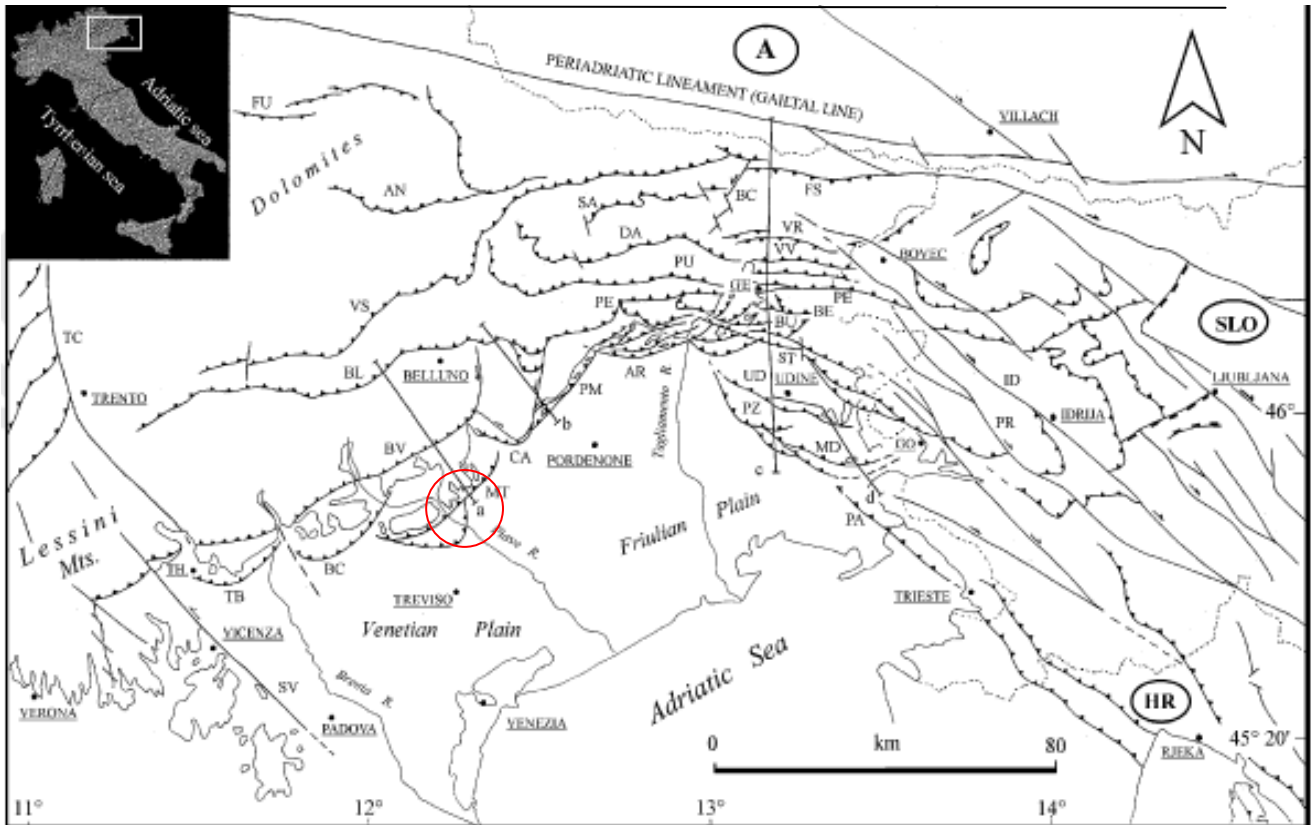 A
PERIADRIATIC LINEAMENT (GAILTAL LINE)
Adriatic sea
Tyrrhenian sea
N
VILLACH
FU
Dolomites
AN
SA
BC
FS
DA
VR
VV
BOVEC
PU
GE
VS
PE
PE
BE
BU
SLO
TC
BL
BELLUNO
ST
AR
UD
UDINE
ID
LJUBLJANA
TRENTO
PM
Tagliamento R.
PZ
46°
IDRIJA
b
PR
BV
CA
PORDENONE
MD
GO
c
MT
a
d
PA
Lessini
Mts.
Piave R.
Friulian Plain
TH
BC
TB
TREVISO
TRIESTE
Venetian Plain
VICENZA
Adriatic Sea
SV
Brenta R.
VERONA
PADOVA
VENEZIA
HR
0 km 80
45° 20'
RJEKA
11° 12° 13° 14°